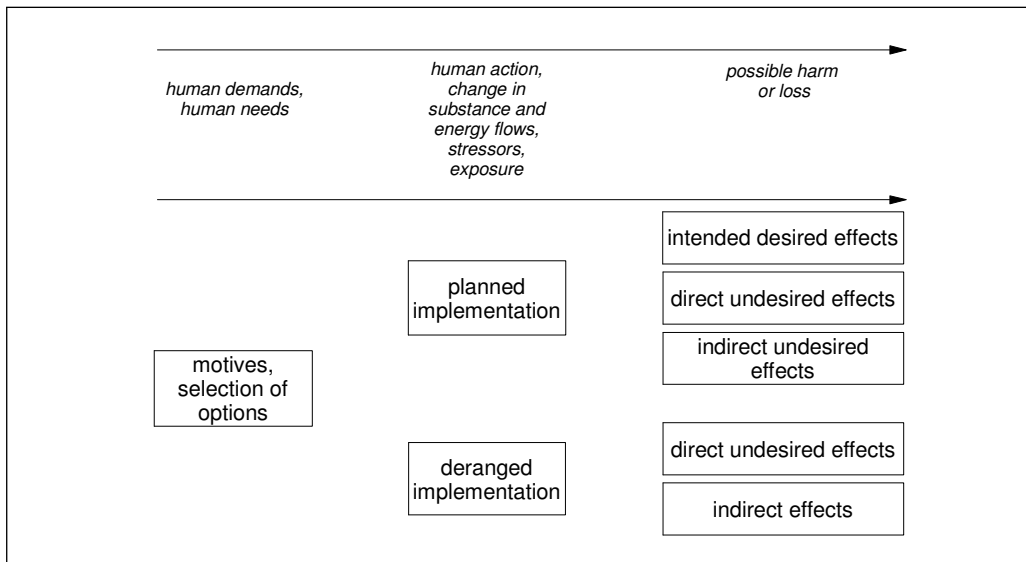 human demands,
human needs
human action,
change in
substance and
energy flows,
stressors,
exposure
possible harm
or loss
motives,
selection of
options
planned
implementation
deranged
implementation
intended desired effects
direct undesired effects
indirect undesired
effects
direct undesired effects
indirect effects